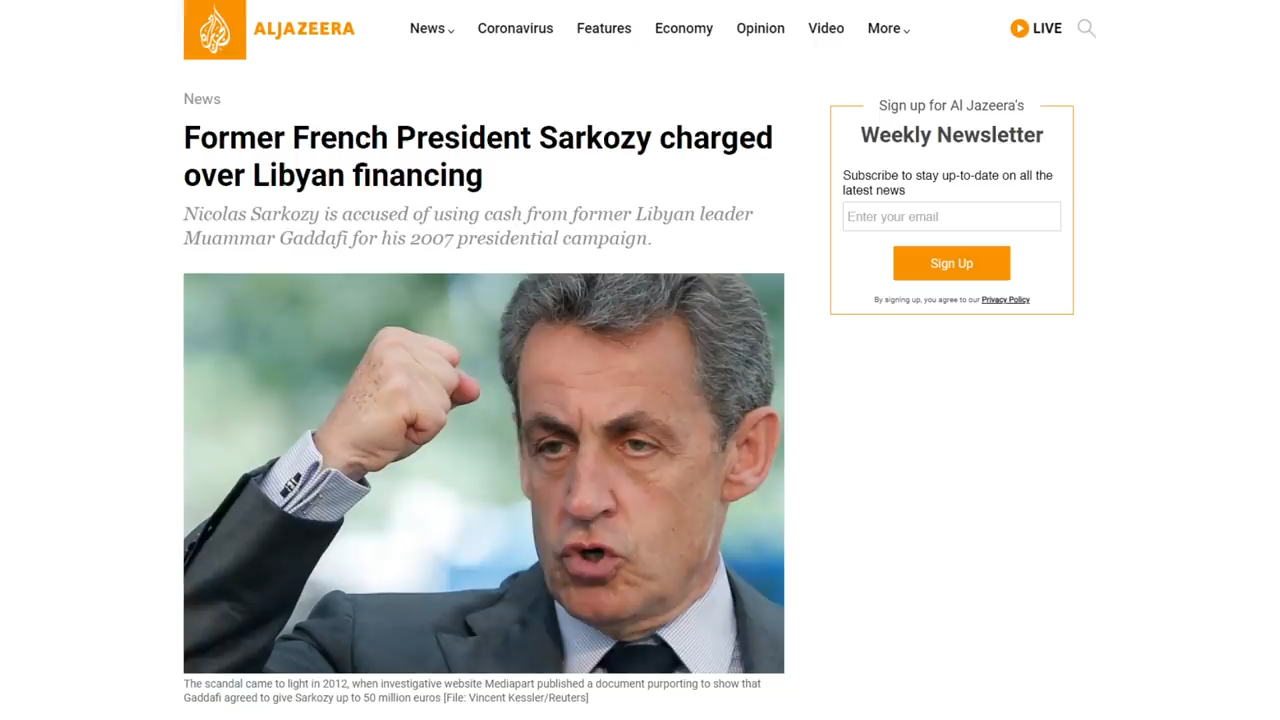 ALJAZEERA
News
Coronavirus
Features
Economy
Opinion
Video
More
LIVE
News
Former French President Sarkozy charged
over Libyan financing
Nicolas Sarkozy is accused of using cash from former Libyan leader
Muammar Gaddafi for his 2007 presidential campaign.
The scandal came to light in 2012, when investigative website Mediapart published a document purporting to show that
Gaddafi agreed to give Sarkozy up to 50 million euros [File: Vincent Kessler/Reuters]
Sign up for Al Jazeera's
Weekly Newsletter
Subscribe to stay up-to-date on all the
latest news
Enter your email
Sign Up
By signing up, you agree to our Privacy Policy